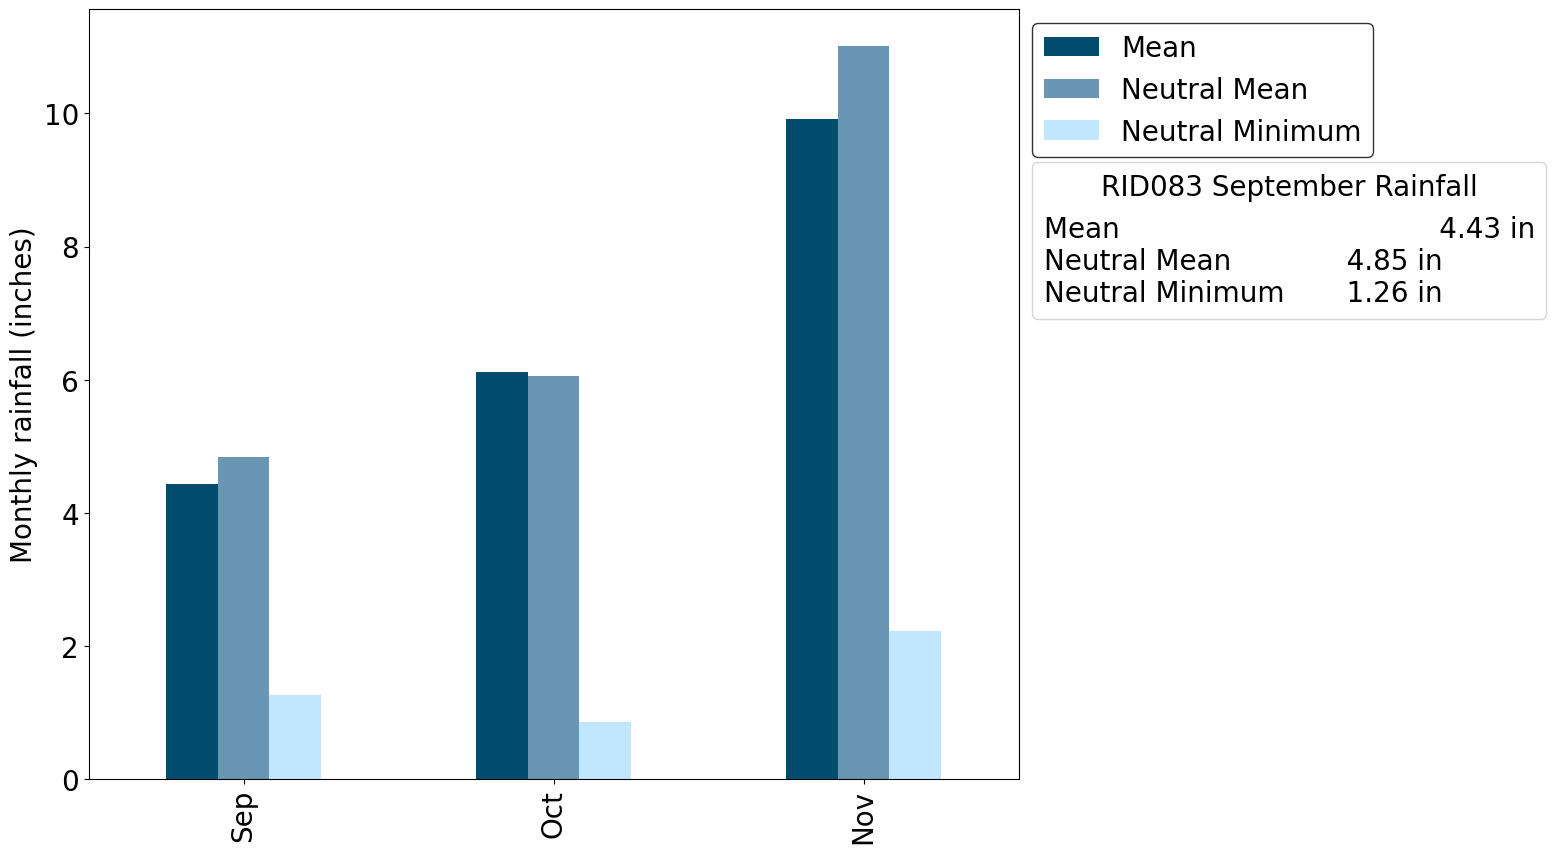 Monthly rainfall (inches)
10
8
6
4
2
0
Sep
Oct
Nov
Mean
Neutral Mean
Neutral Minimum
RID083 September Rainfall
Mean 4.43 in
Neutral Mean 4.85 in
Neutral Minimum 1.26 in